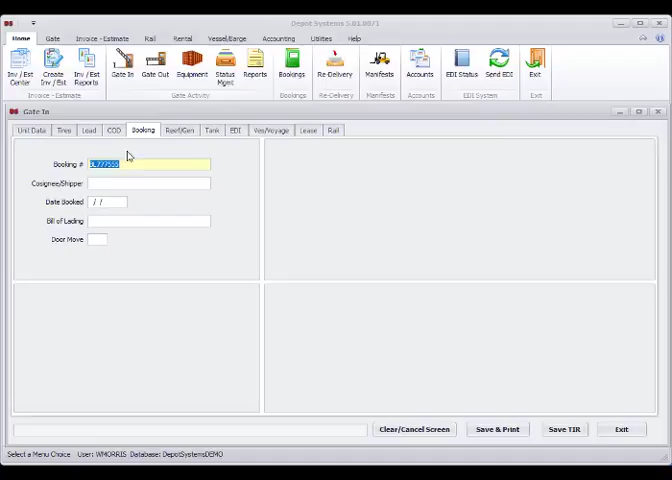 Depot Systems 5.01.0071
Home Gate Invoice - Estimate Rail Rental Vessel/Barge Accounting Utilities Help
Inv / Est Center
Create Inv / Est
Inv / Est Reports
Gate In
Gate Out
Equipment
Status Mgmt
Reports
Bookings
Re-Delivery
Manifests
Accounts
EDI Status
Send EDI
Exit
Invoice - Estimate Gate Activity Bookings Re-Delivery Manifests Accounts EDI System Exit
Gate In
Unit Data Tires Load COD Booking Reef/Gen Tank EDI Ves/Voyage Lease Rail
Booking #
Cosignee/Shipper
Date Booked / /
Bill of Lading
Door Move
Clear/Cancel Screen Save & Print Save TIR Exit
Select a Menu Choice User: WMORRIS Database: DepotSystemsDEMO